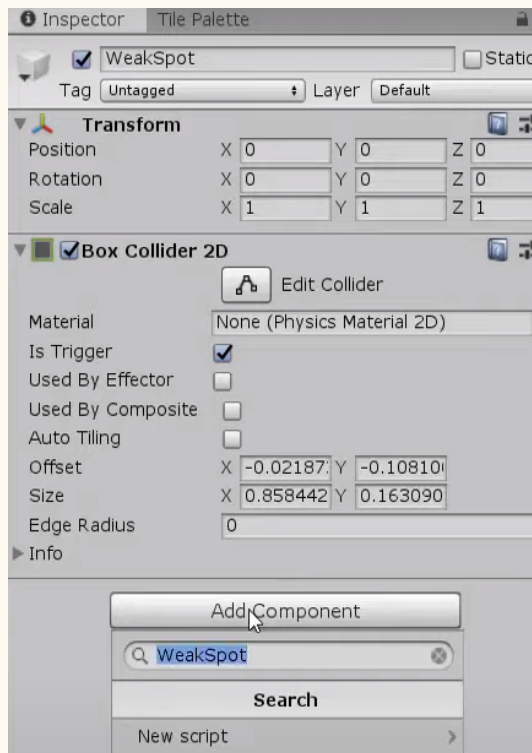 Inspector Tile Palette
WeakSpot Static
Tag Untagged Layer Default
Transform
Position X 0 Y 0 Z 0
Rotation X 0 Y 0 Z 0
Scale X 1 Y 1 Z 1
Box Collider 2D
Edit Collider
Material None (Physics Material 2D)
Is Trigger
Used By Effector
Used By Composite
Auto Tiling
Offset X -0.02187 Y -0.10810
Size X 0.858442 Y 0.163090
Edge Radius 0
Info
Add Component
WeakSpot
Search
New script